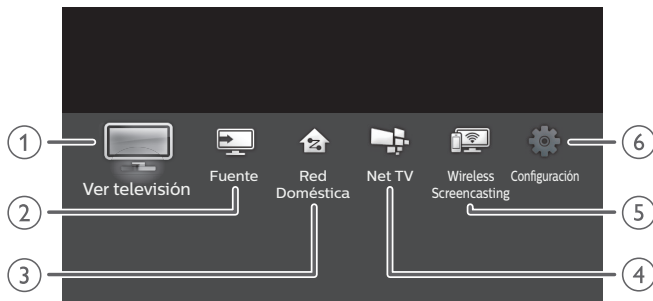 1
6
Ver televisión
Fuente
Red
Doméstica
Net TV
Wireless
Screencasting
Configuración
2
5
3
4